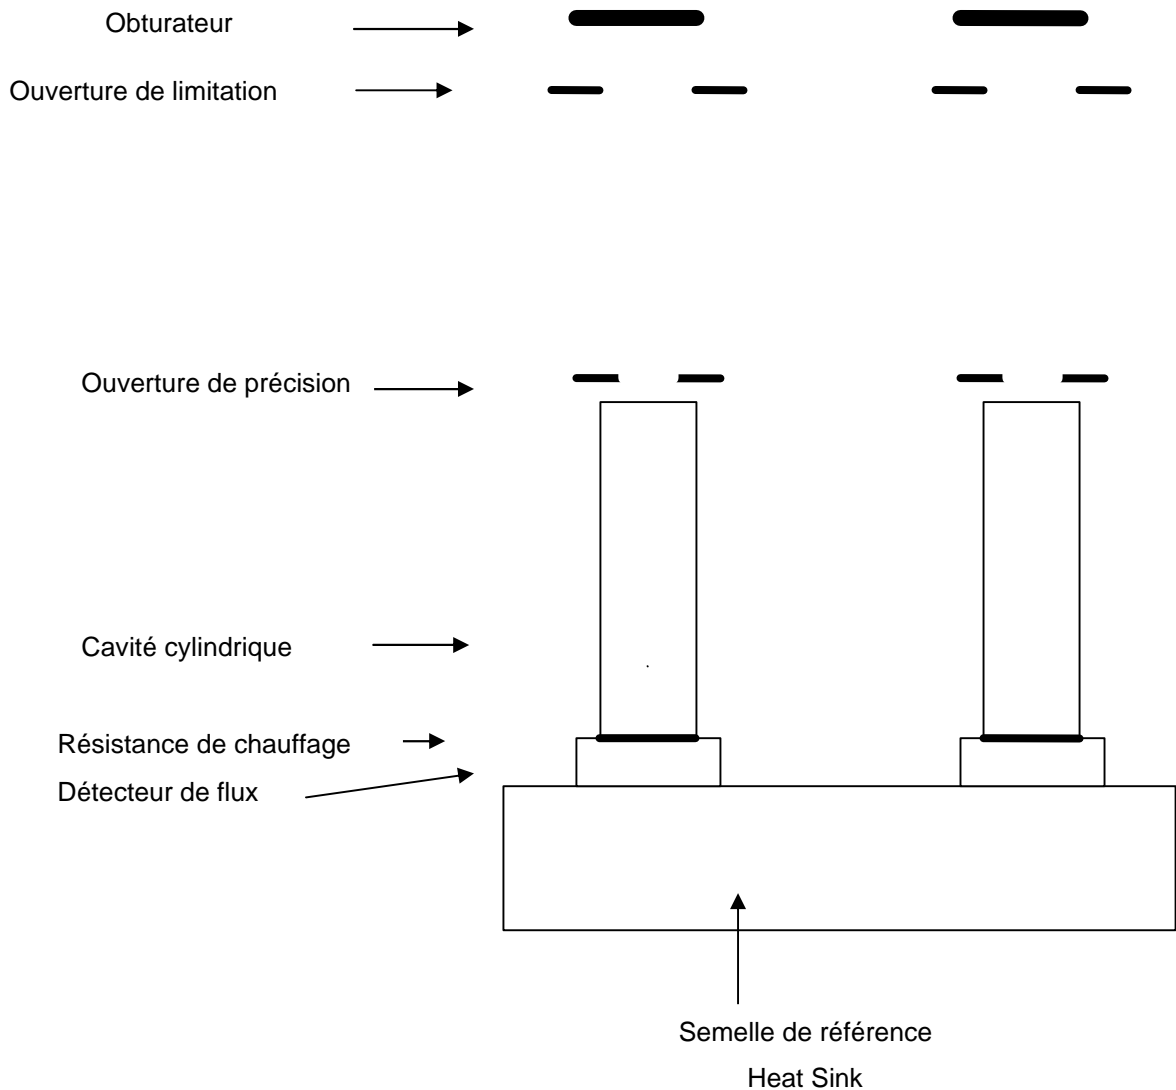 Obturateur
Ouverture de limitation
Ouverture de précision
Cavité cylindrique
Résistance de chauffage
Détecteur de flux
Semelle de référence
Heat Sink